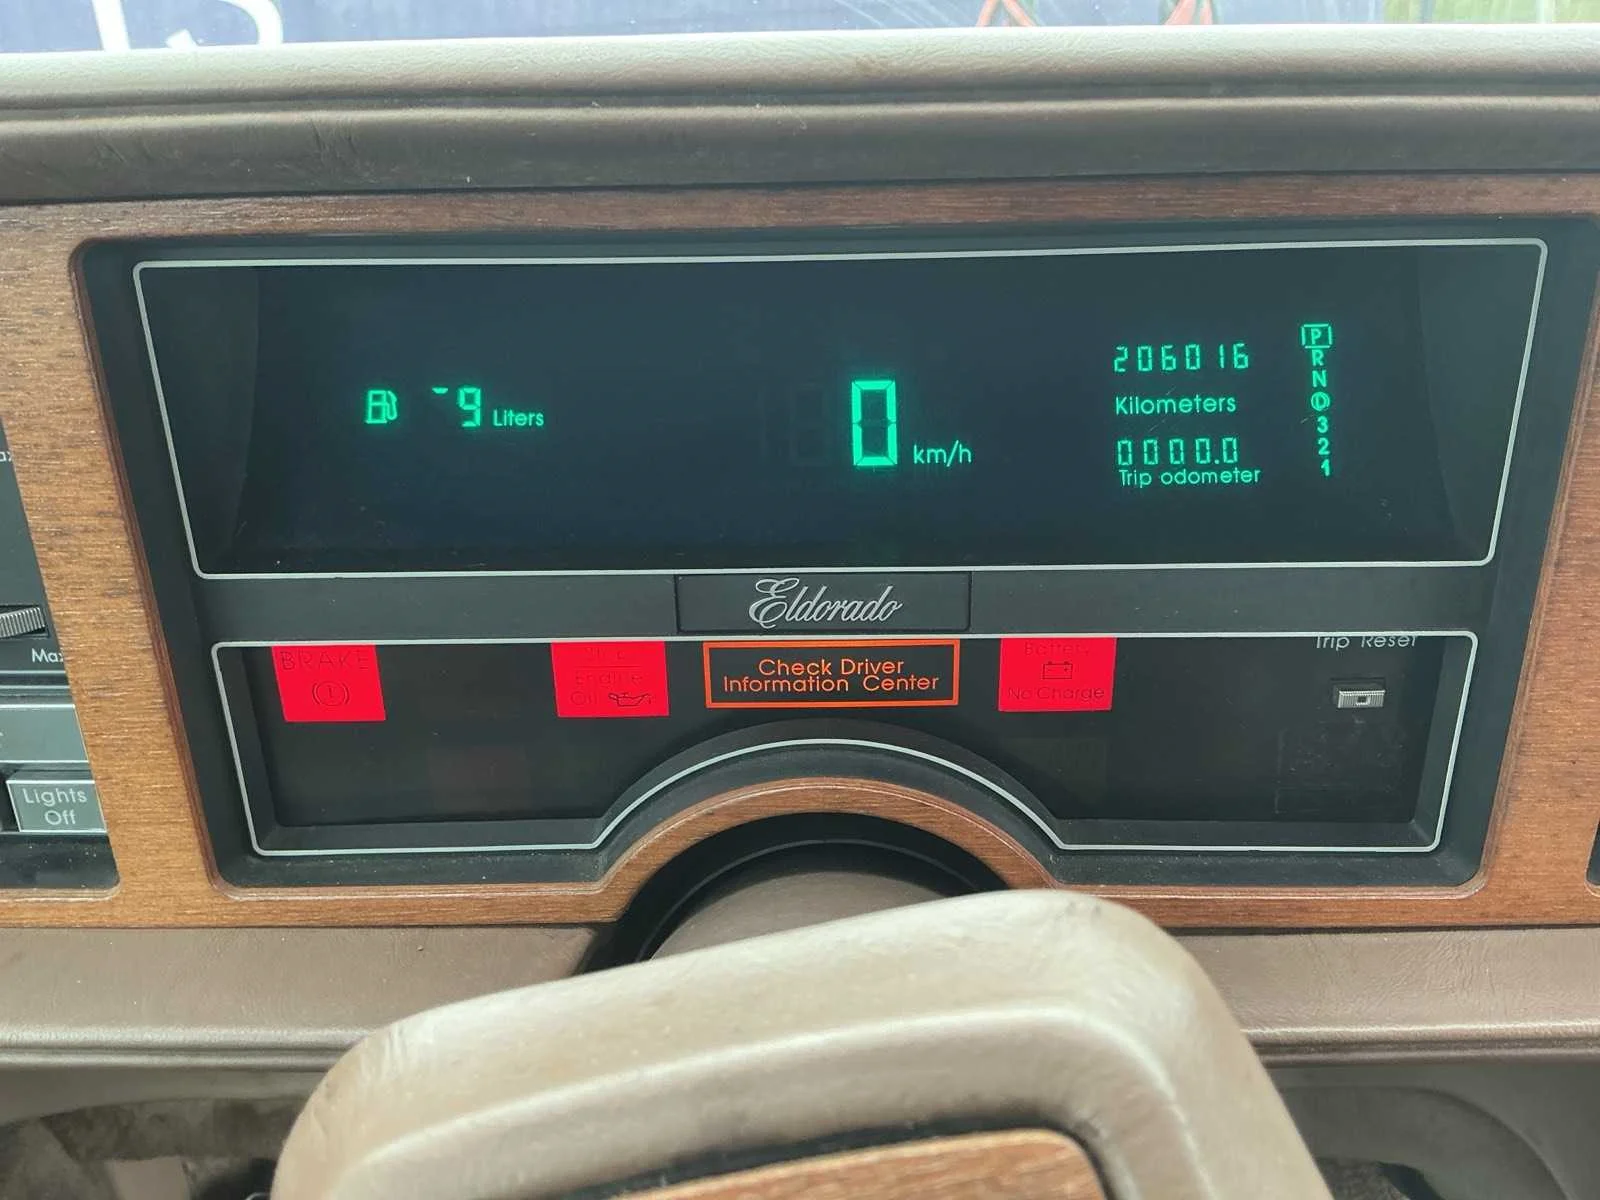 206016
P
R
N
D
3
2
1
-9 Liters
0 km/h
Kilometers
0000.0
Trip odometer
Eldorado
BRAKE
Engine
Oil
Check Driver
Information Center
Battery
No Charge
Trip Reset
Max
Lights
Off